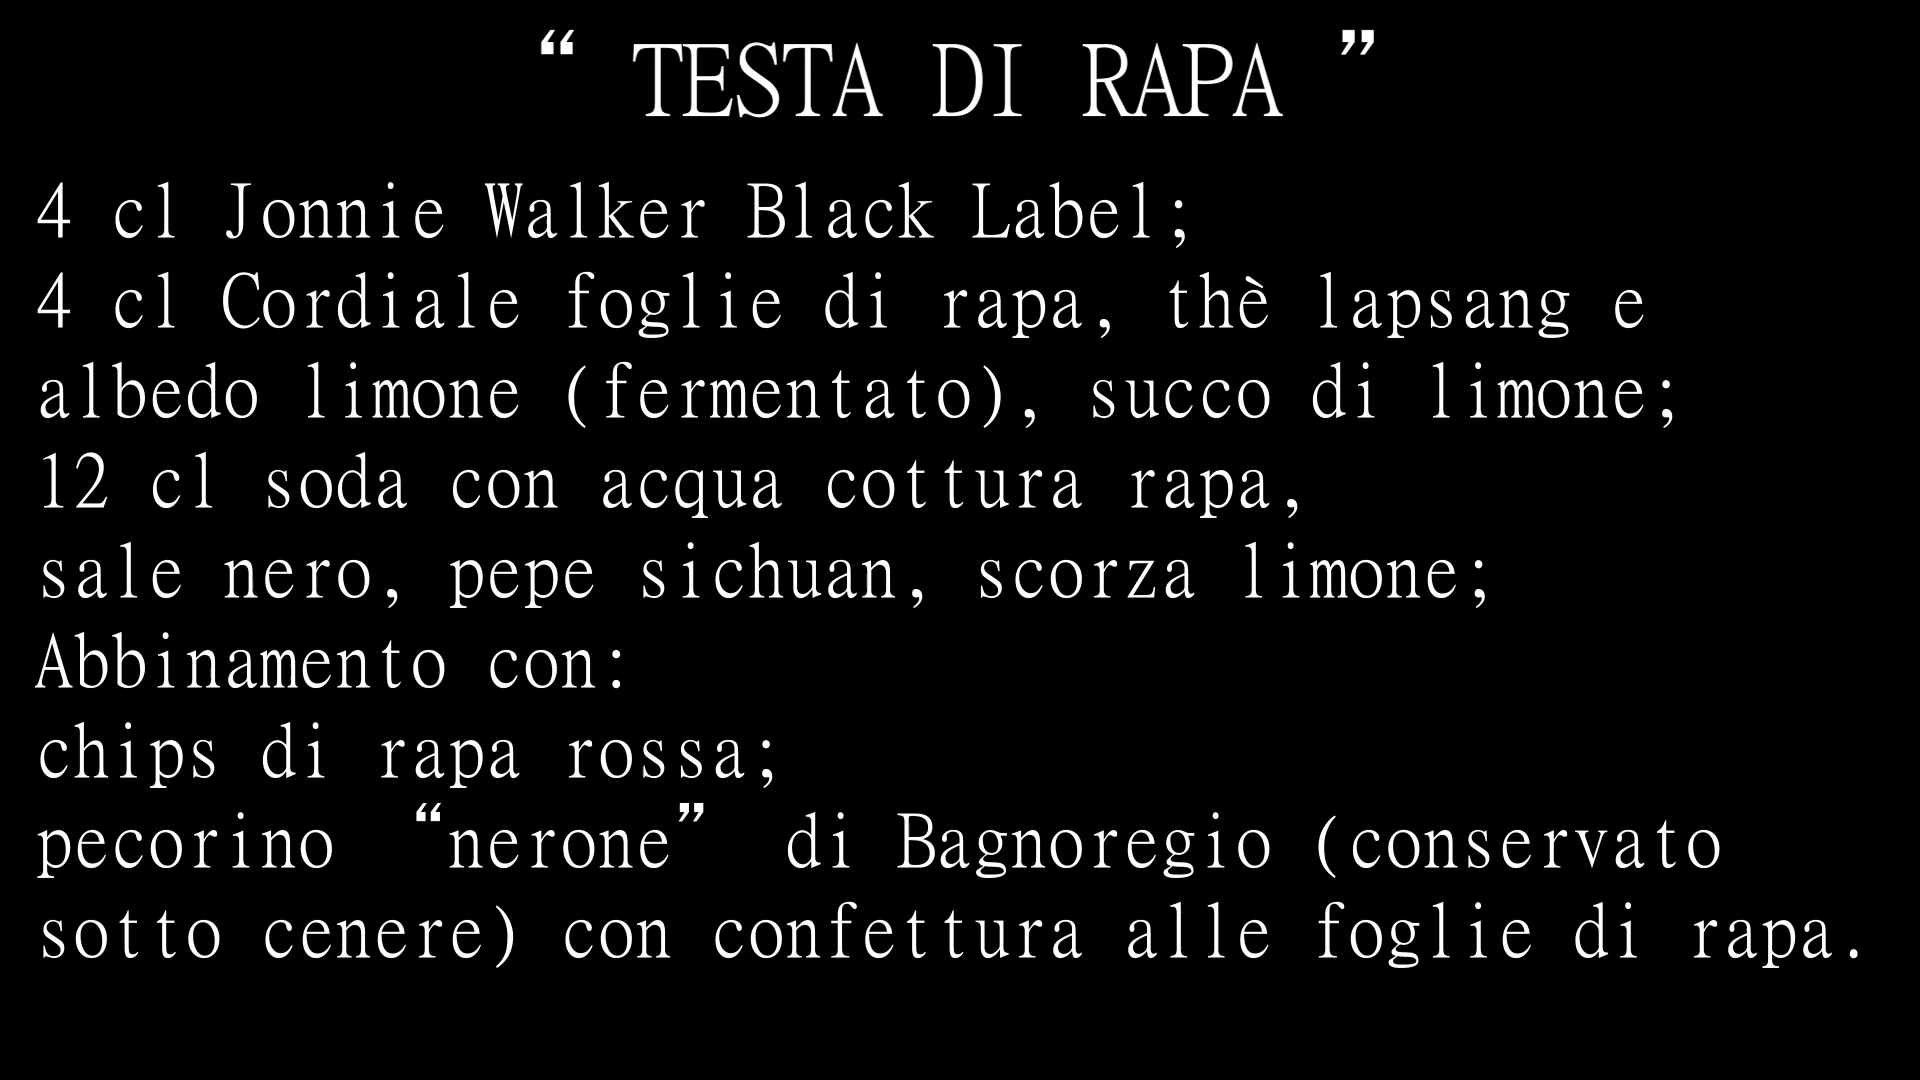 “ TESTA DI RAPA ”
4 cl Jonnie Walker Black Label;
4 cl Cordiale foglie di rapa, thè lapsang e
albedo limone (fermentato), succo di limone;
12 cl soda con acqua cottura rapa,
sale nero, pepe sichuan, scorza limone;
Abbinamento con:
chips di rapa rossa;
pecorino “nerone” di Bagnoregio (conservato
sotto cenere) con confettura alle foglie di rapa.